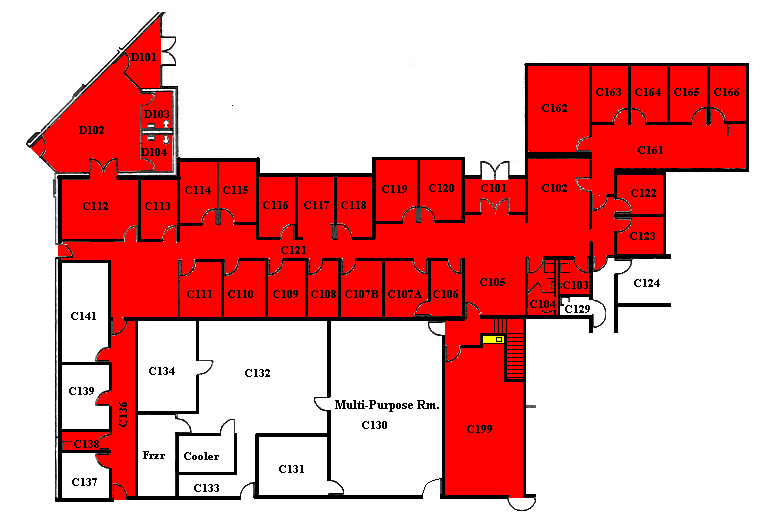 D101
C163 C164 C165 C166
C162
D103
D102
D104
C161
C114 C115
C119 C120
C101
C102
C122
C112 C113
C116 C117 C118
C123
C121
C105
C103
C124
C111 C110 C109 C108 C107B C107A C106
C104
C129
C141
C134
C132
C139
C136
Multi-Purpose Rm.
C130
C199
C138
Frzr
Cooler
C131
C137
C133